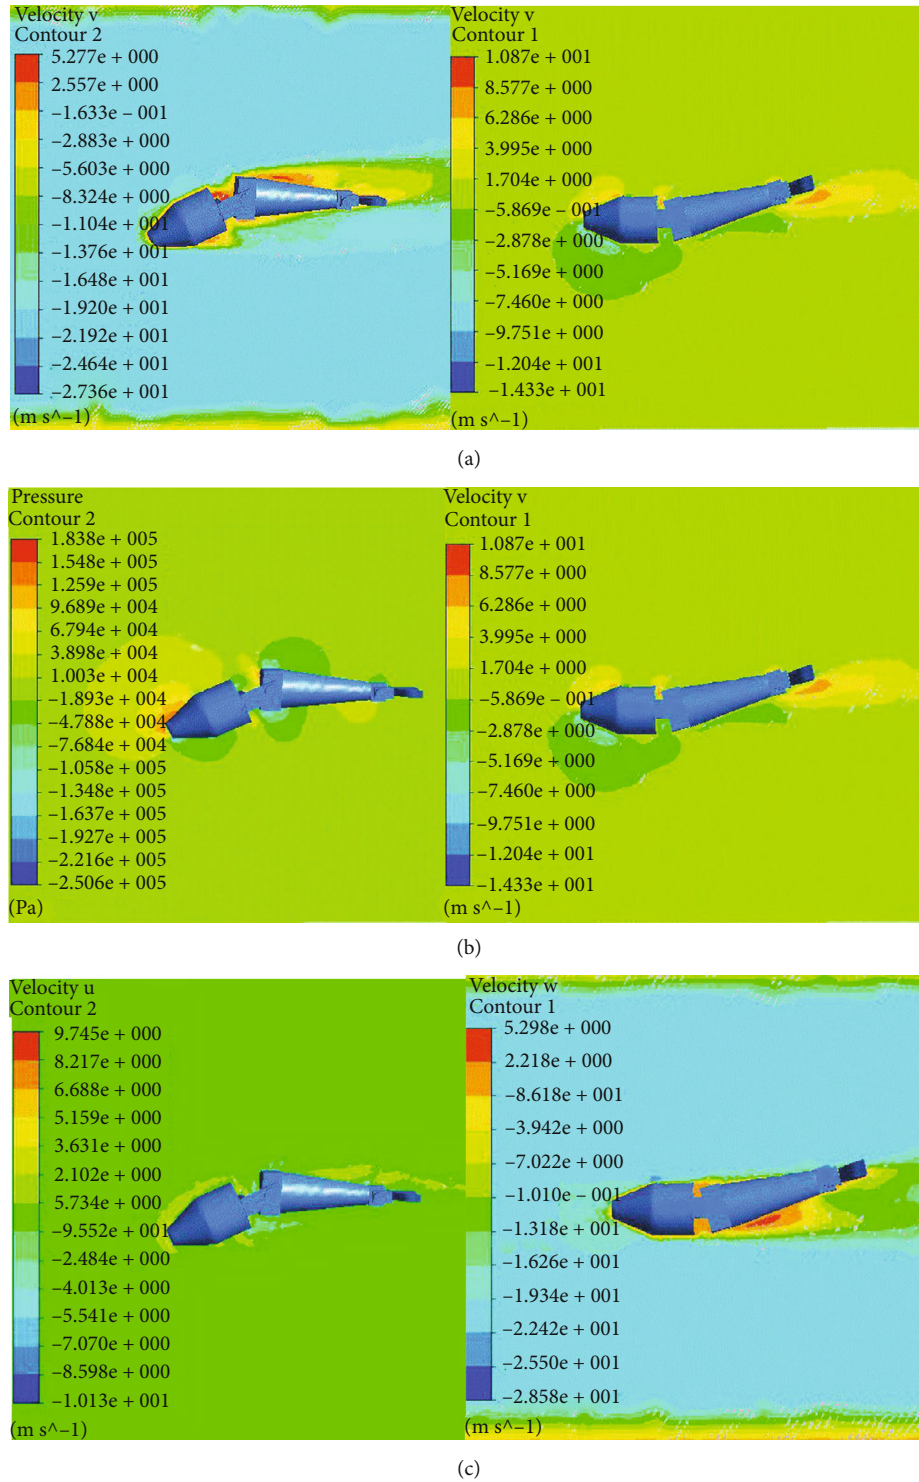 Velocity v
Contour 2
5.277e + 000
2.557e + 000
–1.633e – 001
–2.883e + 000
–5.603e + 000
–8.324e + 000
–1.104e + 001
–1.376e + 001
–1.648e + 001
–1.920e + 001
–2.192e + 001
–2.464e + 001
–2.736e + 001
(m s^–1)
Velocity v
Contour 1
1.087e + 001
8.577e + 000
6.286e + 000
3.995e + 000
1.704e + 000
–5.869e – 001
–2.878e + 000
–5.169e + 000
–7.460e + 000
–9.751e + 000
–1.204e + 001
–1.433e + 001
(m s^–1)
(a)
Pressure
Contour 2
1.838e + 005
1.548e + 005
1.259e + 005
9.689e + 004
6.794e + 004
3.898e + 004
1.003e + 004
–1.893e + 004
–4.788e + 004
–7.684e + 004
–1.058e + 005
–1.348e + 005
–1.637e + 005
–1.927e + 005
–2.216e + 005
–2.506e + 005
(Pa)
Velocity v
Contour 1
1.087e + 001
8.577e + 000
6.286e + 000
3.995e + 000
1.704e + 000
–5.869e – 001
–2.878e + 000
–5.169e + 000
–7.460e + 000
–9.751e + 000
–1.204e + 001
–1.433e + 001
(m s^–1)
(b)
Velocity u
Contour 2
9.745e + 000
8.217e + 000
6.688e + 000
5.159e + 000
3.631e + 000
2.102e + 000
5.734e + 000
–9.552e + 001
–2.484e + 000
–4.013e + 000
–5.541e + 000
–7.070e + 000
–8.598e + 000
–1.013e + 001
(m s^–1)
Velocity w
Contour 1
5.298e + 000
2.218e + 000
–8.618e + 001
–3.942e + 000
–7.022e + 000
–1.010e – 001
–1.318e + 001
–1.626e + 001
–1.934e + 001
–2.242e + 001
–2.550e + 001
–2.858e + 001
(m s^–1)
(c)